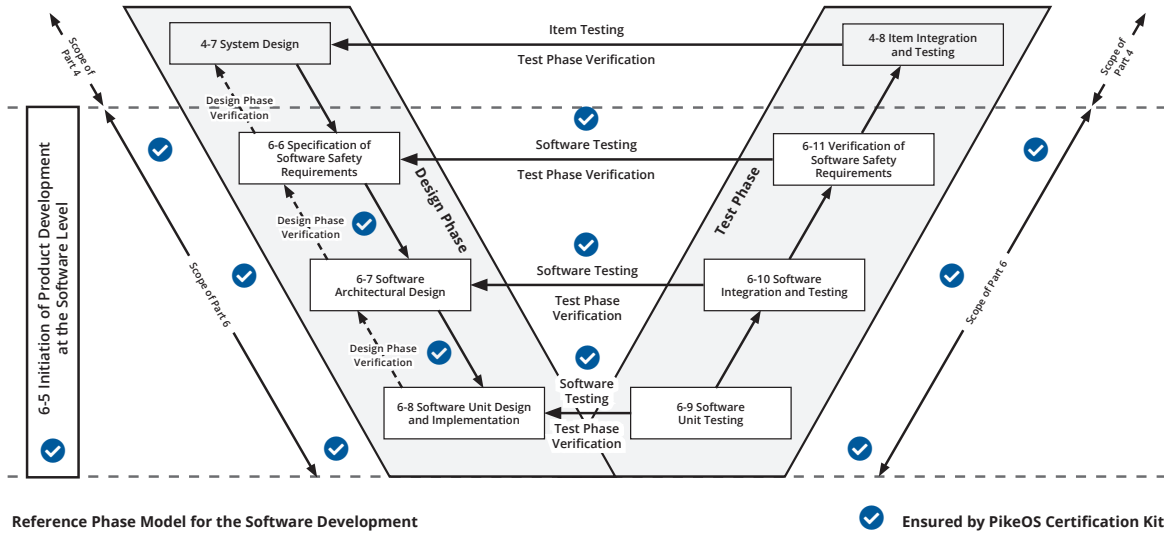 Scope of
Part 4
4-7 System Design
Item Testing
Test Phase Verification
4-8 Item Integration
and Testing
Scope of
Part 4
Design Phase
Verification
6-5 Initiation of Product Development
at the Software Level
6-6 Specification of
Software Safety
Requirements
Software Testing
Test Phase Verification
6-11 Verification of
Software Safety
Requirements
Design Phase
Test Phase
Design Phase
Verification
Scope of Part 6
6-7 Software
Architectural Design
Software Testing
Test Phase
Verification
6-10 Software
Integration and Testing
Scope of Part 6
Design Phase
Verification
6-8 Software Unit Design
and Implementation
Software
Testing
Test Phase
Verification
6-9 Software
Unit Testing
Reference Phase Model for the Software Development
Ensured by PikeOS Certification Kit